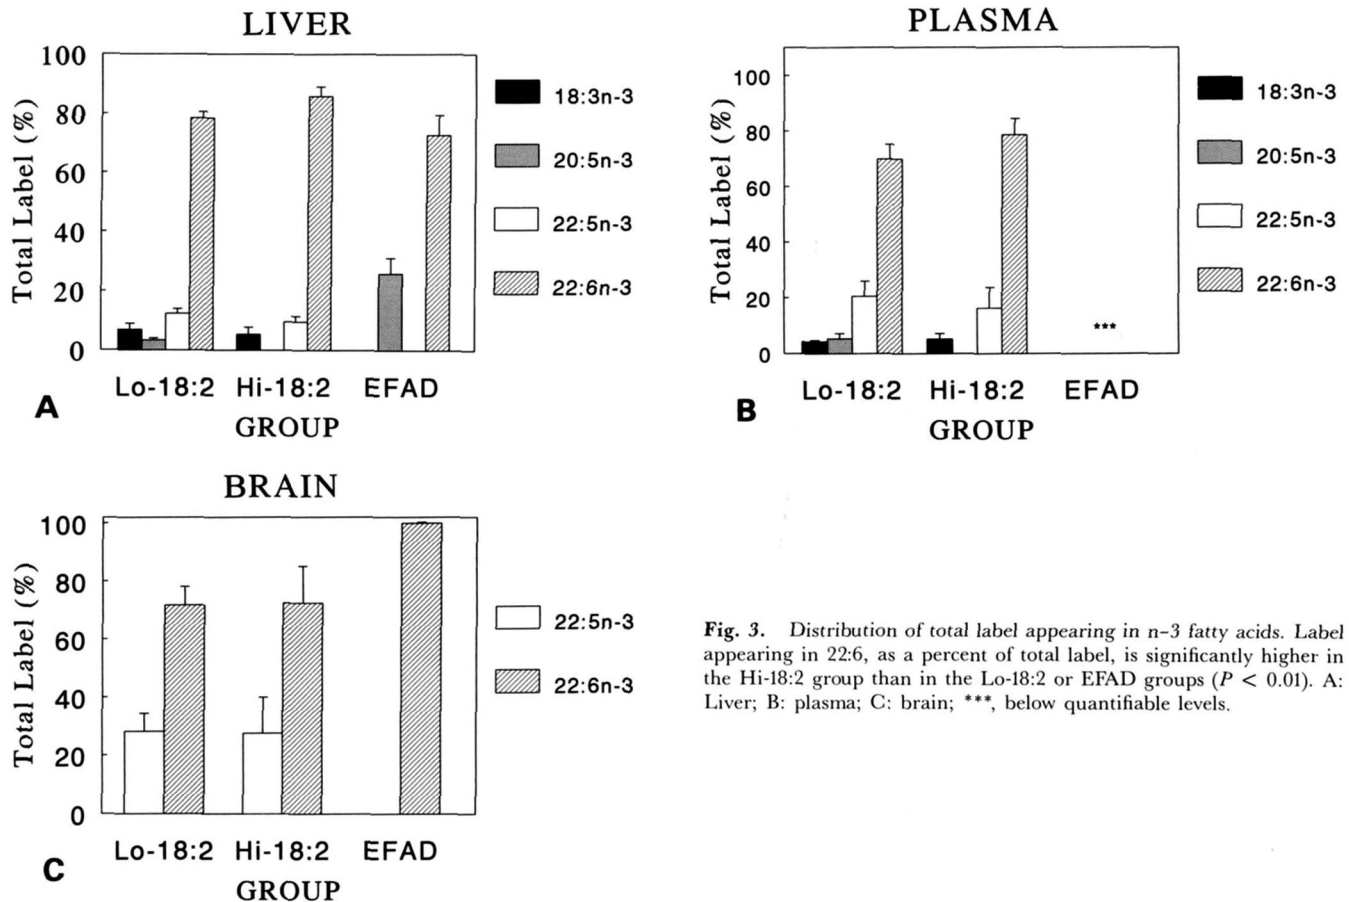 LIVER
100
80
60
40
20
0
Total Label (%)
18:3n-3
20:5n-3
22:5n-3
22:6n-3
Lo-18:2 Hi-18:2 EFAD
GROUP
A
PLASMA
100
80
60
40
20
0
Total Label (%)
18:3n-3
20:5n-3
22:5n-3
22:6n-3
***
Lo-18:2 Hi-18:2 EFAD
GROUP
B
BRAIN
100
80
60
40
20
0
Total Label (%)
22:5n-3
22:6n-3
Lo-18:2 Hi-18:2 EFAD
GROUP
C
Fig. 3. Distribution of total label appearing in n–3 fatty acids. Label
appearing in 22:6, as a percent of total label, is significantly higher in
the Hi-18:2 group than in the Lo-18:2 or EFAD groups (P < 0.01). A:
Liver; B: plasma; C: brain; ***, below quantifiable levels.